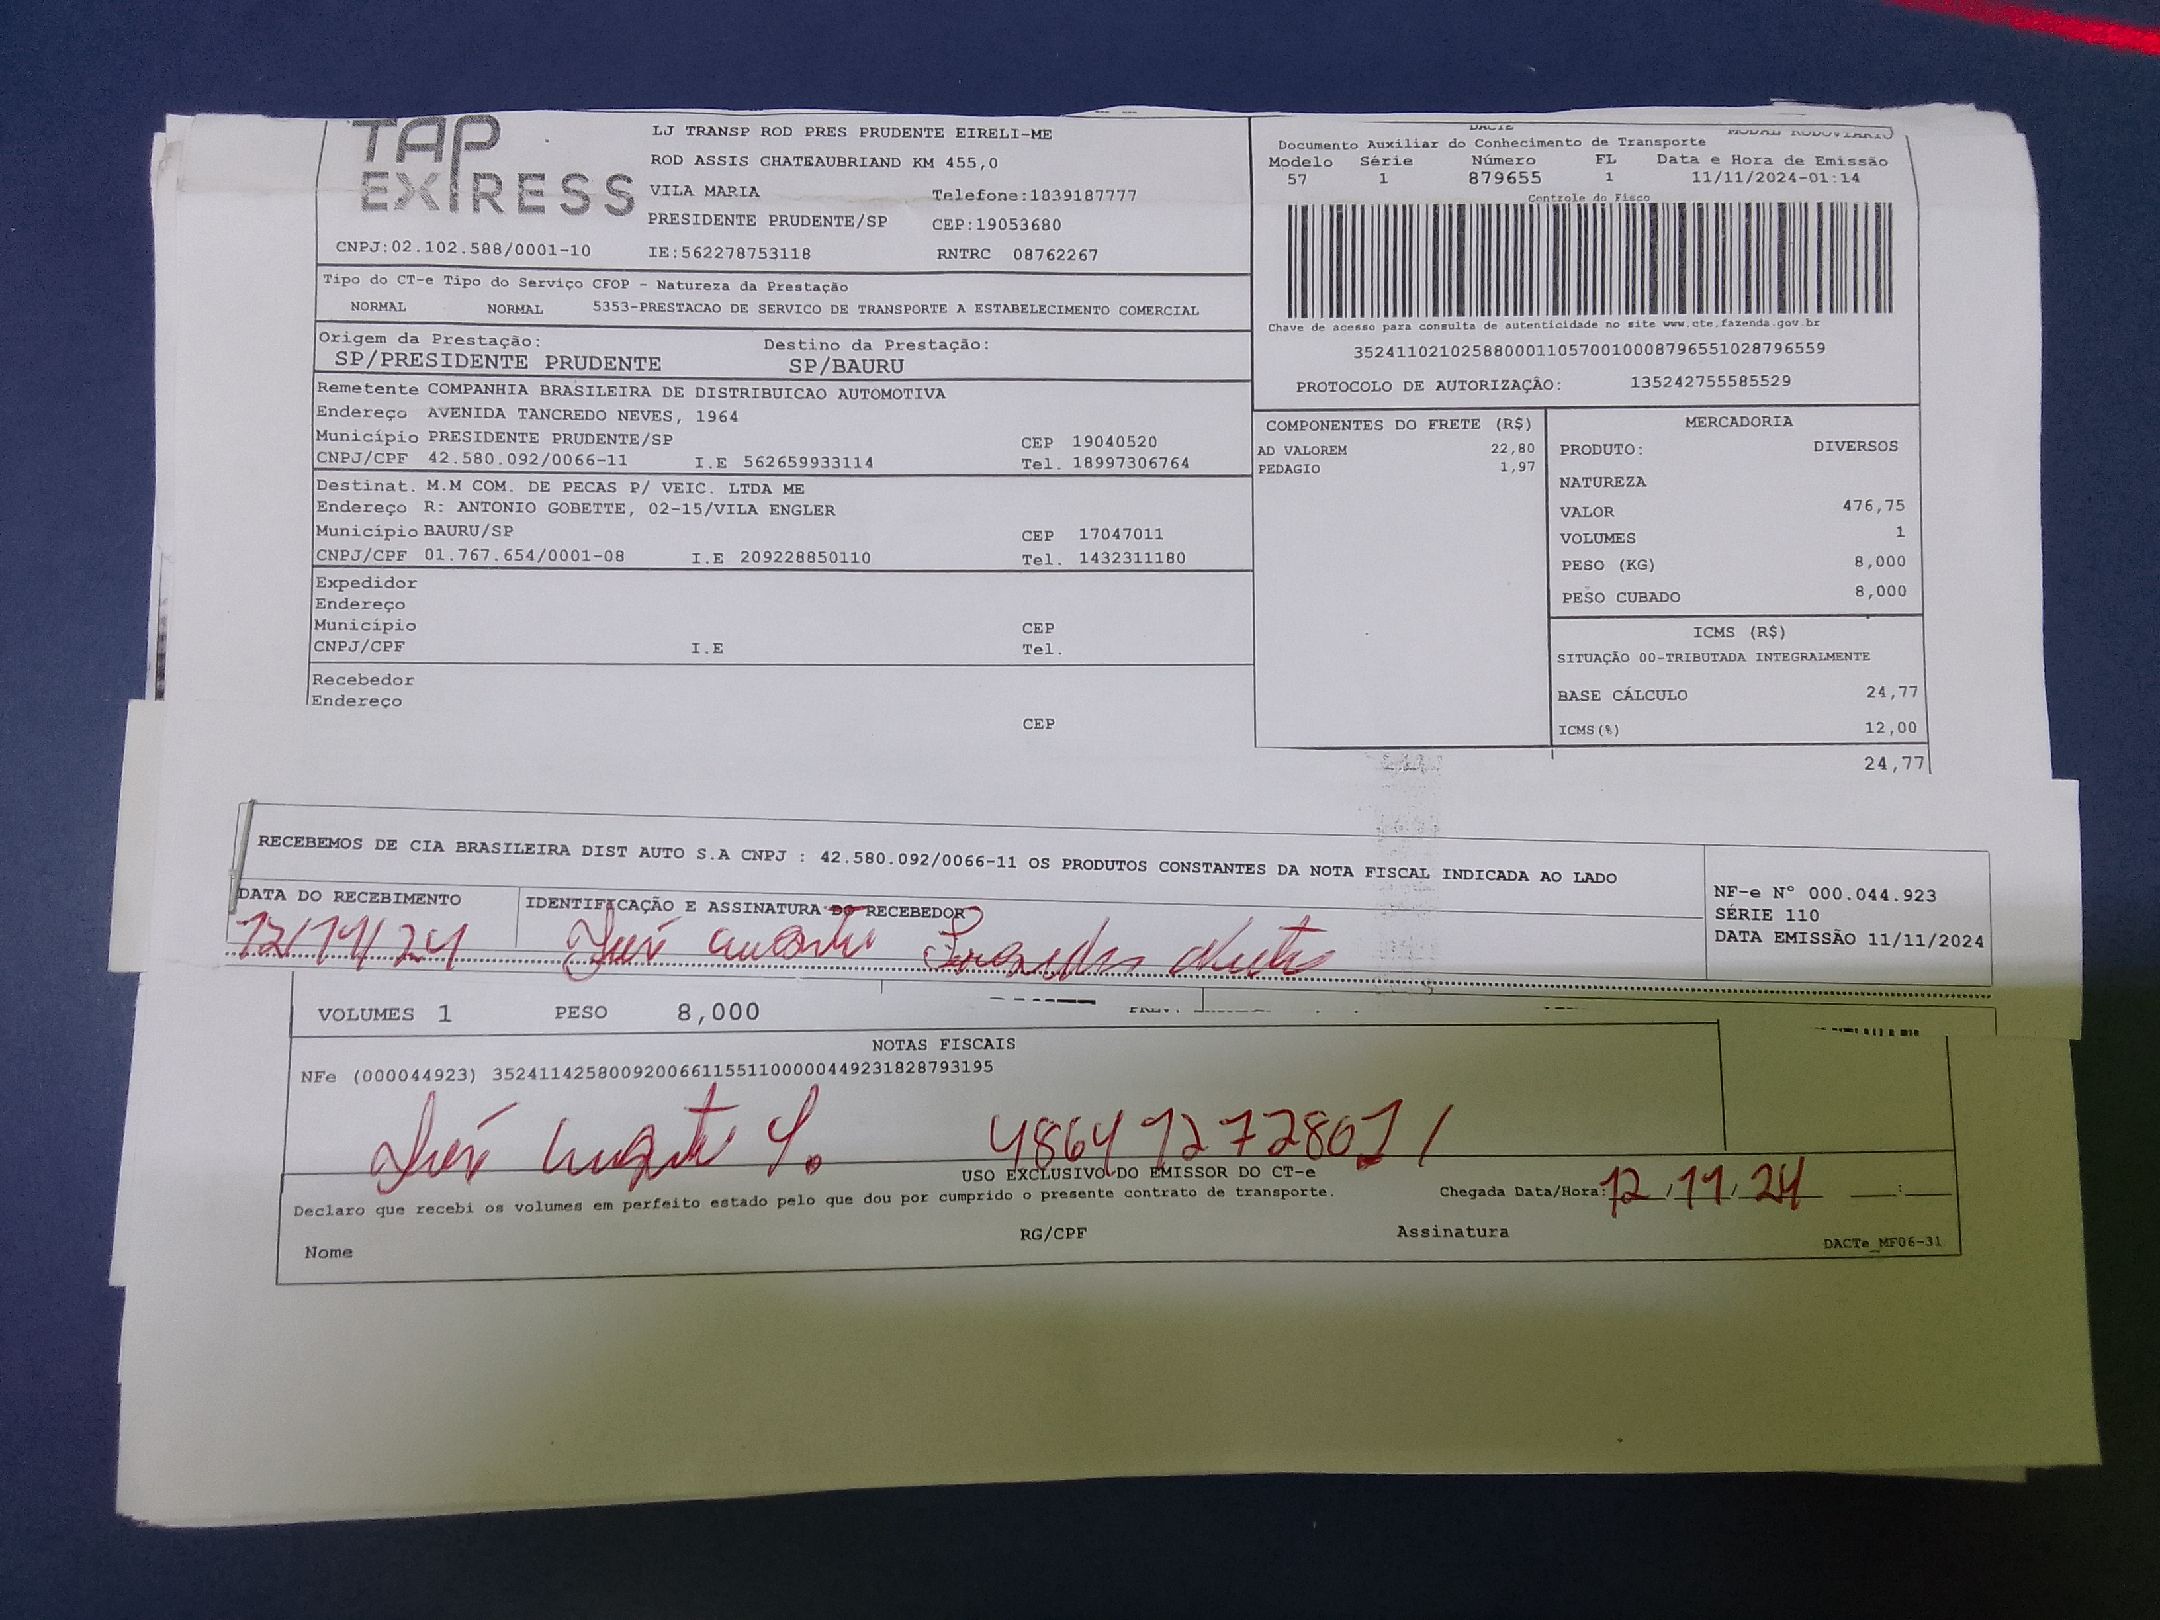 TAP EXPRESS
LJ TRANSP ROD PRES PRUDENTE EIRELI-ME
ROD ASSIS CHATEAUBRIAND KM 455,0
VILA MARIA Telefone:1839187777
PRESIDENTE PRUDENTE/SP CEP:19053680
CNPJ:02.102.588/0001-10 IE:562278753118 RNTRC 08762267
DACTE MODAL RODOVIARIO
Documento Auxiliar do Conhecimento de Transporte
Modelo Série Número FL Data e Hora de Emissão
57 1 879655 1 11/11/2024-01:14
Controle do Fisco
Chave de acesso para consulta de autenticidade no site www.cte.fazenda.gov.br
35241102102588000110570010008796551028796559
PROTOCOLO DE AUTORIZAÇÃO: 135242755585529
Tipo do CT-e Tipo do Serviço CFOP - Natureza da Prestação
NORMAL NORMAL 5353-PRESTACAO DE SERVICO DE TRANSPORTE A ESTABELECIMENTO COMERCIAL
Origem da Prestação: Destino da Prestação:
SP/PRESIDENTE PRUDENTE SP/BAURU
Remetente COMPANHIA BRASILEIRA DE DISTRIBUICAO AUTOMOTIVA
Endereço AVENIDA TANCREDO NEVES, 1964
Município PRESIDENTE PRUDENTE/SP CEP 19040520
CNPJ/CPF 42.580.092/0066-11 I.E 562659933114 Tel. 18997306764
Destinat. M.M COM. DE PECAS P/ VEIC. LTDA ME
Endereço R: ANTONIO GOBETTE, 02-15/VILA ENGLER
Município BAURU/SP CEP 17047011
CNPJ/CPF 01.767.654/0001-08 I.E 209228850110 Tel. 1432311180
Expedidor
Endereço
Município CEP
CNPJ/CPF I.E Tel.
Recebedor
Endereço
CEP
COMPONENTES DO FRETE (R$)
AD VALOREM 22,80
PEDAGIO 1,97
MERCADORIA
PRODUTO: DIVERSOS
NATUREZA
VALOR 476,75
VOLUMES 1
PESO (KG) 8,000
PESO CUBADO 8,000
ICMS (R$)
SITUAÇÃO 00-TRIBUTADA INTEGRALMENTE
BASE CÁLCULO 24,77
ICMS(%) 12,00
24,77
RECEBEMOS DE CIA BRASILEIRA DIST AUTO S.A CNPJ : 42.580.092/0066-11 OS PRODUTOS CONSTANTES DA NOTA FISCAL INDICADA AO LADO
DATA DO RECEBIMENTO IDENTIFICAÇÃO E ASSINATURA DO RECEBEDOR
12/11/24 José
NF-e N° 000.044.923
SÉRIE 110
DATA EMISSÃO 11/11/2024
VOLUMES 1 PESO 8,000
NOTAS FISCAIS
NFe (000044923) 35241142580092006611551100000449231828793195
José
USO EXCLUSIVO DO EMISSOR DO CT-e
Declaro que recebi os volumes em perfeito estado pelo que dou por cumprido o presente contrato de transporte. Chegada Data/Hora: 12/11/24 __:__
Nome RG/CPF Assinatura
DACTe_MF06-31